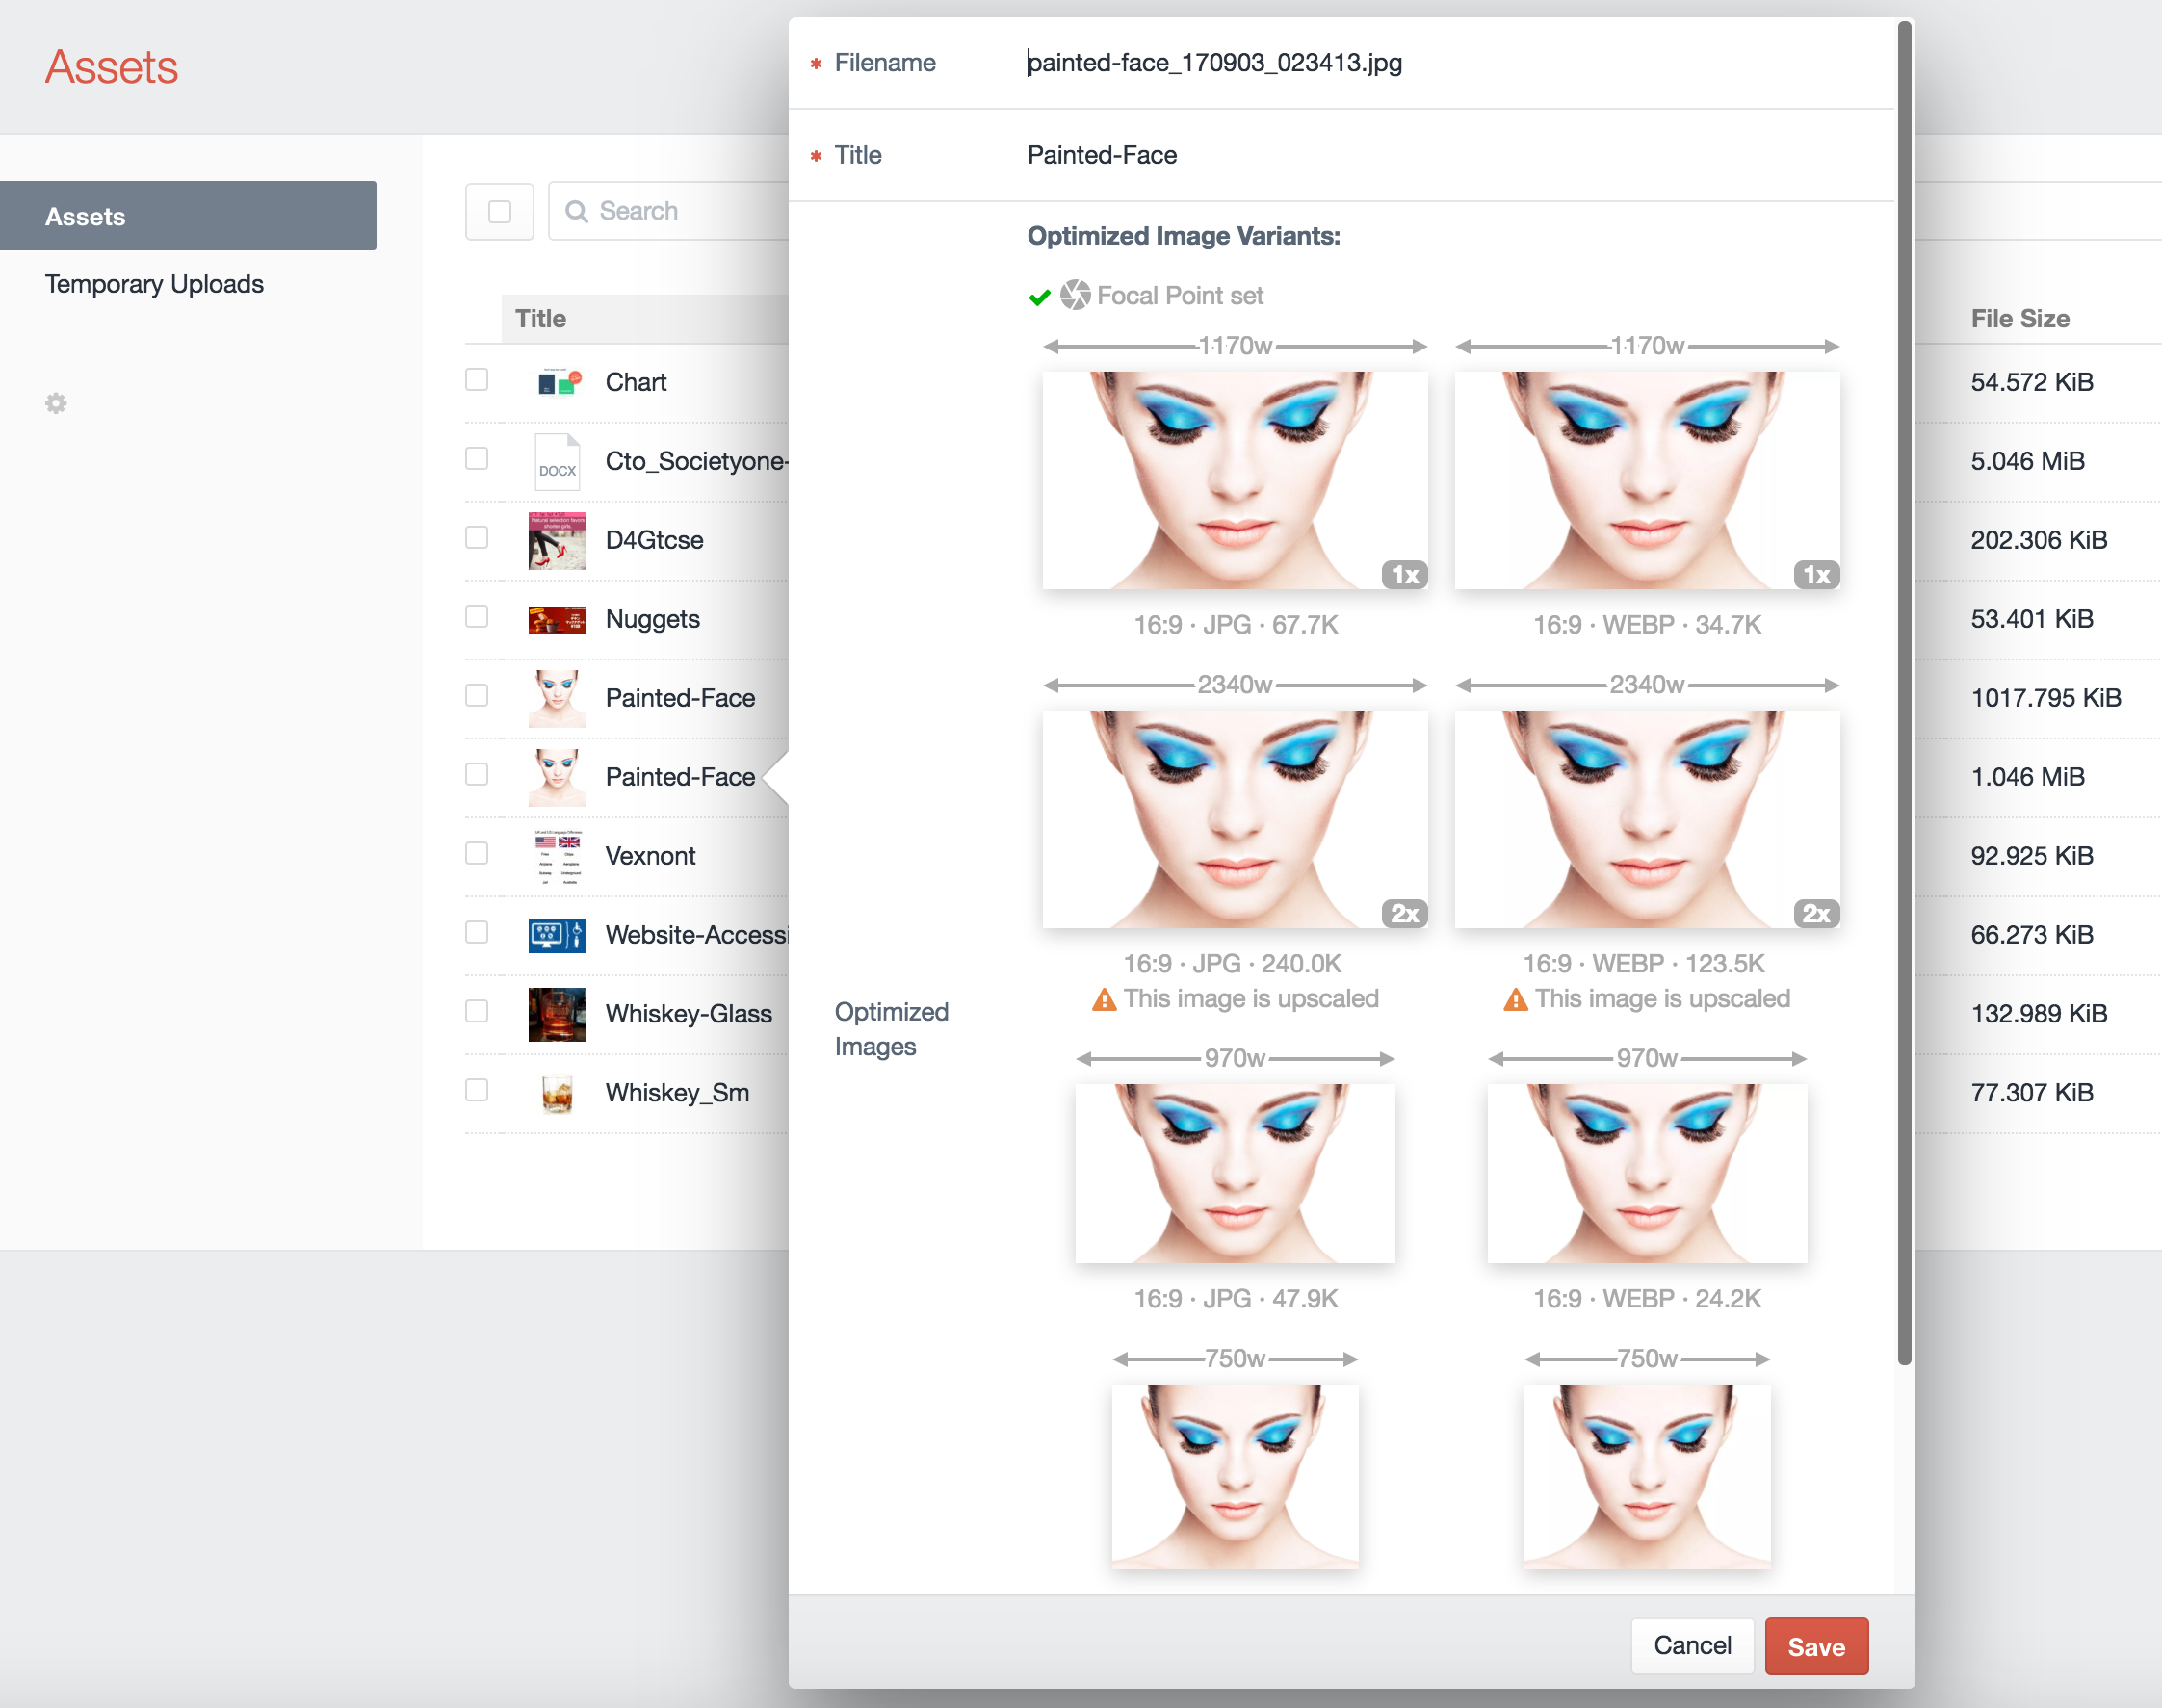 Assets
Assets
Temporary Uploads
Search
Title
File Size
Chart
54.572 KiB
DOCX
Cto_Societyone-
5.046 MiB
Natural selection favors
shorter girls.
D4Gtcse
202.306 KiB
Nuggets
53.401 KiB
Painted-Face
1017.795 KiB
Painted-Face
1.046 MiB
Vexnont
92.925 KiB
Website-Accessi
66.273 KiB
Whiskey-Glass
132.989 KiB
Whiskey_Sm
77.307 KiB
* Filename
painted-face_170903_023413.jpg
* Title
Painted-Face
Optimized
Images
Optimized Image Variants:
Focal Point set
1170w
1170w
1x
1x
16:9 · JPG · 67.7K
16:9 · WEBP · 34.7K
2340w
2340w
2x
2x
16:9 · JPG · 240.0K
16:9 · WEBP · 123.5K
This image is upscaled
This image is upscaled
970w
970w
16:9 · JPG · 47.9K
16:9 · WEBP · 24.2K
750w
750w
Cancel
Save